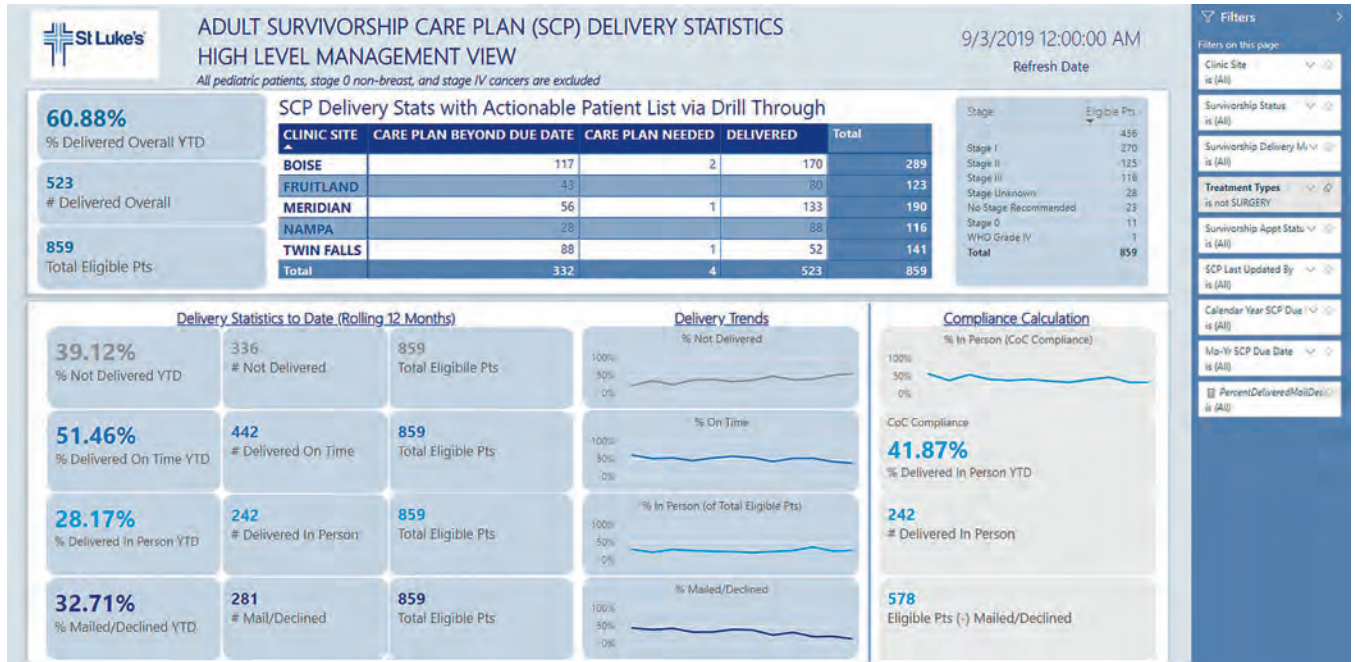 St Luke's
ADULT SURVIVORSHIP CARE PLAN (SCP) DELIVERY STATISTICS
HIGH LEVEL MANAGEMENT VIEW
All pediatric patients, stage 0 non-breast, and stage IV cancers are excluded
9/3/2019 12:00:00 AM
Refresh Date
60.88%
% Delivered Overall YTD
523
# Delivered Overall
859
Total Eligible Pts
SCP Delivery Stats with Actionable Patient List via Drill Through
CLINIC SITE CARE PLAN BEYOND DUE DATE CARE PLAN NEEDED DELIVERED Total
BOISE 117 2 170 289
FRUITLAND 43 80 123
MERIDIAN 56 1 133 190
NAMPA 28 88 116
TWIN FALLS 88 1 52 141
Total 332 4 523 859
Stage Eligible Pts
Stage I 270
Stage II 125
Stage III
Stage Unknown 28
No Stage Recommended 23
Stage 0 11
WHO Grade IV 1
Total 859
Delivery Statistics to Date (Rolling 12 Months)
39.12%
% Not Delivered YTD
336
# Not Delivered
859
Total Eligibile Pts
51.46%
% Delivered On Time YTD
442
# Delivered On Time
859
Total Eligible Pts
28.17%
% Delivered In Person YTD
242
# Delivered In Person
859
Total Eligible Pts
32.71%
% Mailed/Declined YTD
281
# Mail/Declined
859
Total Eligible Pts
Delivery Trends
% Not Delivered
100%
50%
0%
% On Time
100%
50%
0%
% In Person (of Total Eligible Pts)
100%
50%
0%
% Mailed/Declined
100%
50%
0%
Compliance Calculation
% In Person (CoC Compliance)
100%
50%
0%
CoC Compliance
41.87%
% Delivered In Person YTD
242
# Delivered In Person
578
Eligible Pts (-) Mailed/Declined
Filters
Filters on this page
Clinic Site
is (All)
Survivorship Status
is (All)
Survivorship Delivery
is (All)
Treatment Types
is not SURGERY
Survivorship Appt Statu
is (All)
SCP Last Updated By
is (All)
Calendar Year SCP Due
is (All)
Mo-Yr SCP Due Date
is (All)
PercentDeliveredMailDec
is (All)